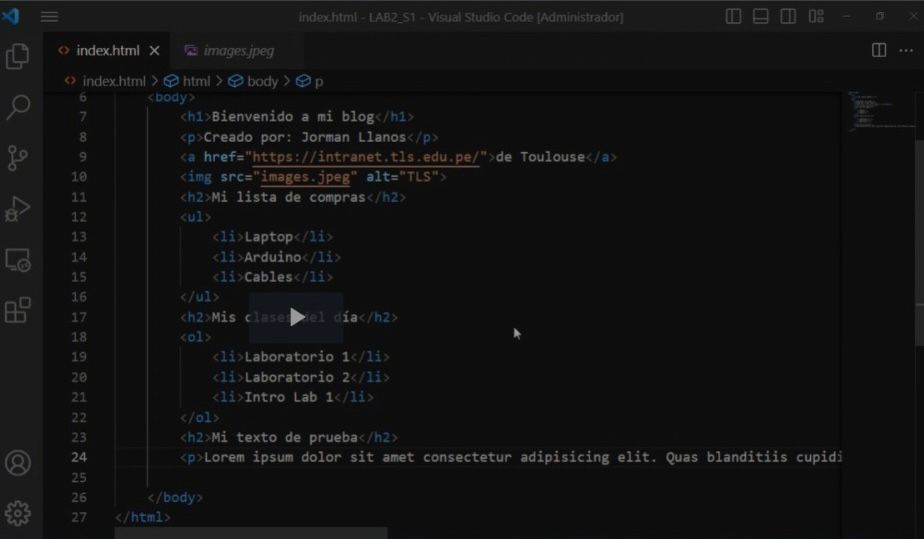 index.html - LAB2_S1 - Visual Studio Code [Administrador]
index.html images.jpeg
index.html > html > body > p
6 <body>
7 <h1>Bienvenido a mi blog</h1>
8 <p>Creado por: Jorman Llanos</p>
9 <a href="https://intranet.tls.edu.pe/">de Toulouse</a>
10 <img src="images.jpeg" alt="TLS">
11 <h2>Mi lista de compras</h2>
12 <ul>
13 <li>Laptop</li>
14 <li>Arduino</li>
15 <li>Cables</li>
16 </ul>
17 <h2>Mis clases del día</h2>
18 <ol>
19 <li>Laboratorio 1</li>
20 <li>Laboratorio 2</li>
21 <li>Intro Lab 1</li>
22 </ol>
23 <h2>Mi texto de prueba</h2>
24 <p>Lorem ipsum dolor sit amet consectetur adipisicing elit. Quas blanditiis cupidi
25
26 </body>
27 </html>